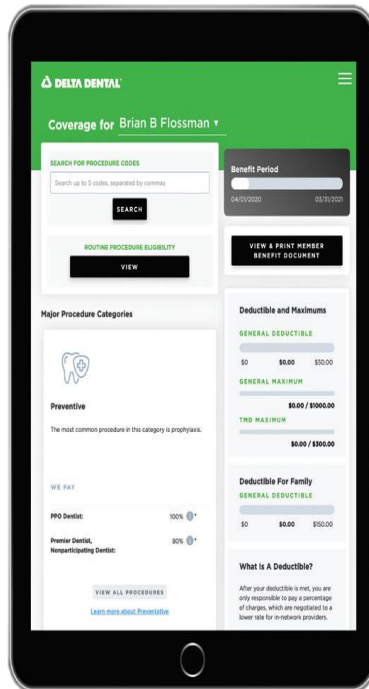 DELTA DENTAL
Coverage for Brian B Flossman
SEARCH FOR PROCEDURE CODES
Search up to 5 codes, separated by commas
SEARCH
ROUTINE PROCEDURE ELIGIBILITY
VIEW
Benefit Period
04/01/2020 03/31/2021
VIEW & PRINT MEMBER
BENEFIT DOCUMENT
Major Procedure Categories
Preventive
The most common procedure in this category is prophylaxis.
WE PAY
PPO Dentist: 100% *
Premier Dentist, 80% *
Nonparticipating Dentist:
VIEW ALL PROCEDURES
Learn more about Preventative
Deductible and Maximums
GENERAL DEDUCTIBLE
$0 $0.00 $50.00
GENERAL MAXIMUM
$0.00 / $1000.00
TMD MAXIMUM
$0.00 / $300.00
Deductible For Family
GENERAL DEDUCTIBLE
$0 $0.00 $150.00
What Is A Deductible?
After your deductible is met, you are
only responsible to pay a percentage
of charges, which are negotiated to a
lower rate for in-network providers.